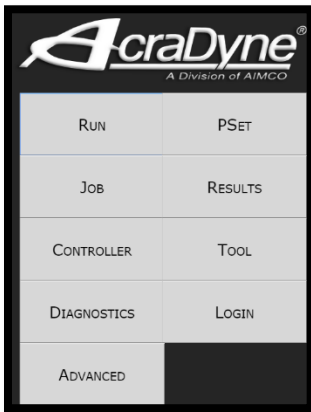 AcraDyne®
A Division of AIMCO
Run PSet
Job Results
Controller Tool
Diagnostics Login
Advanced